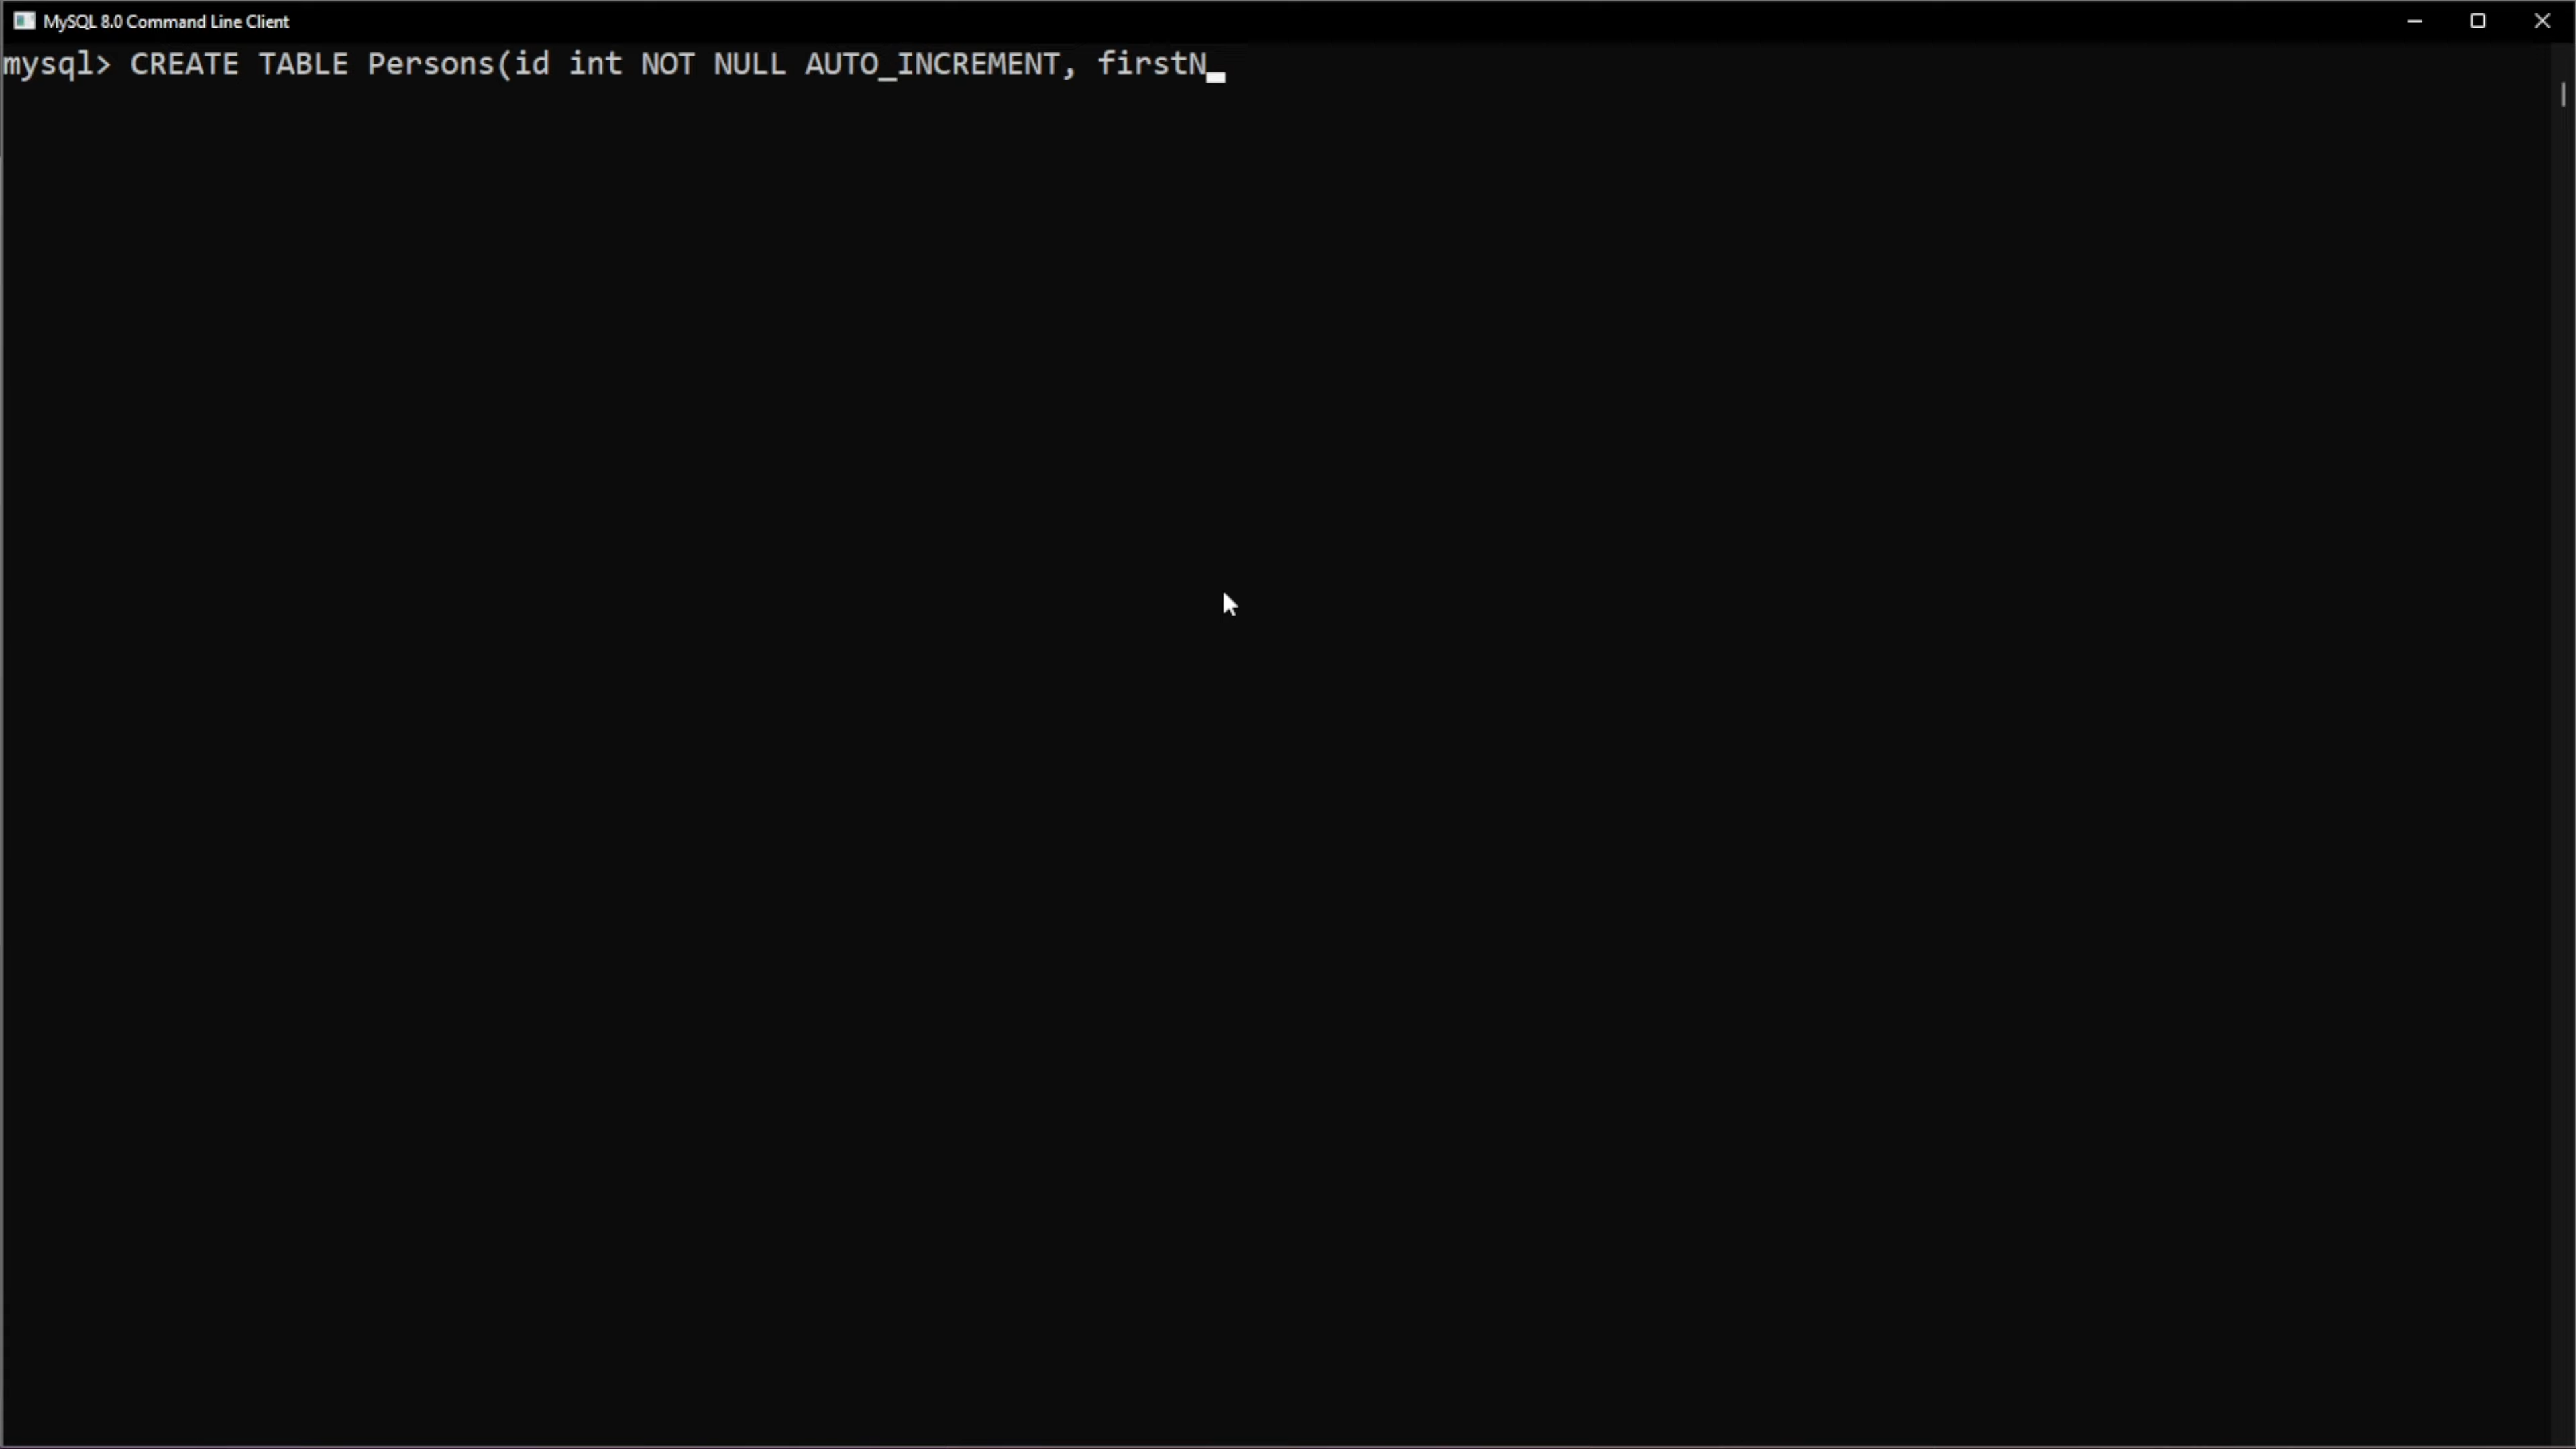 MySQL 8.0 Command Line Client
mysql> CREATE TABLE Persons(id int NOT NULL AUTO_INCREMENT, firstN